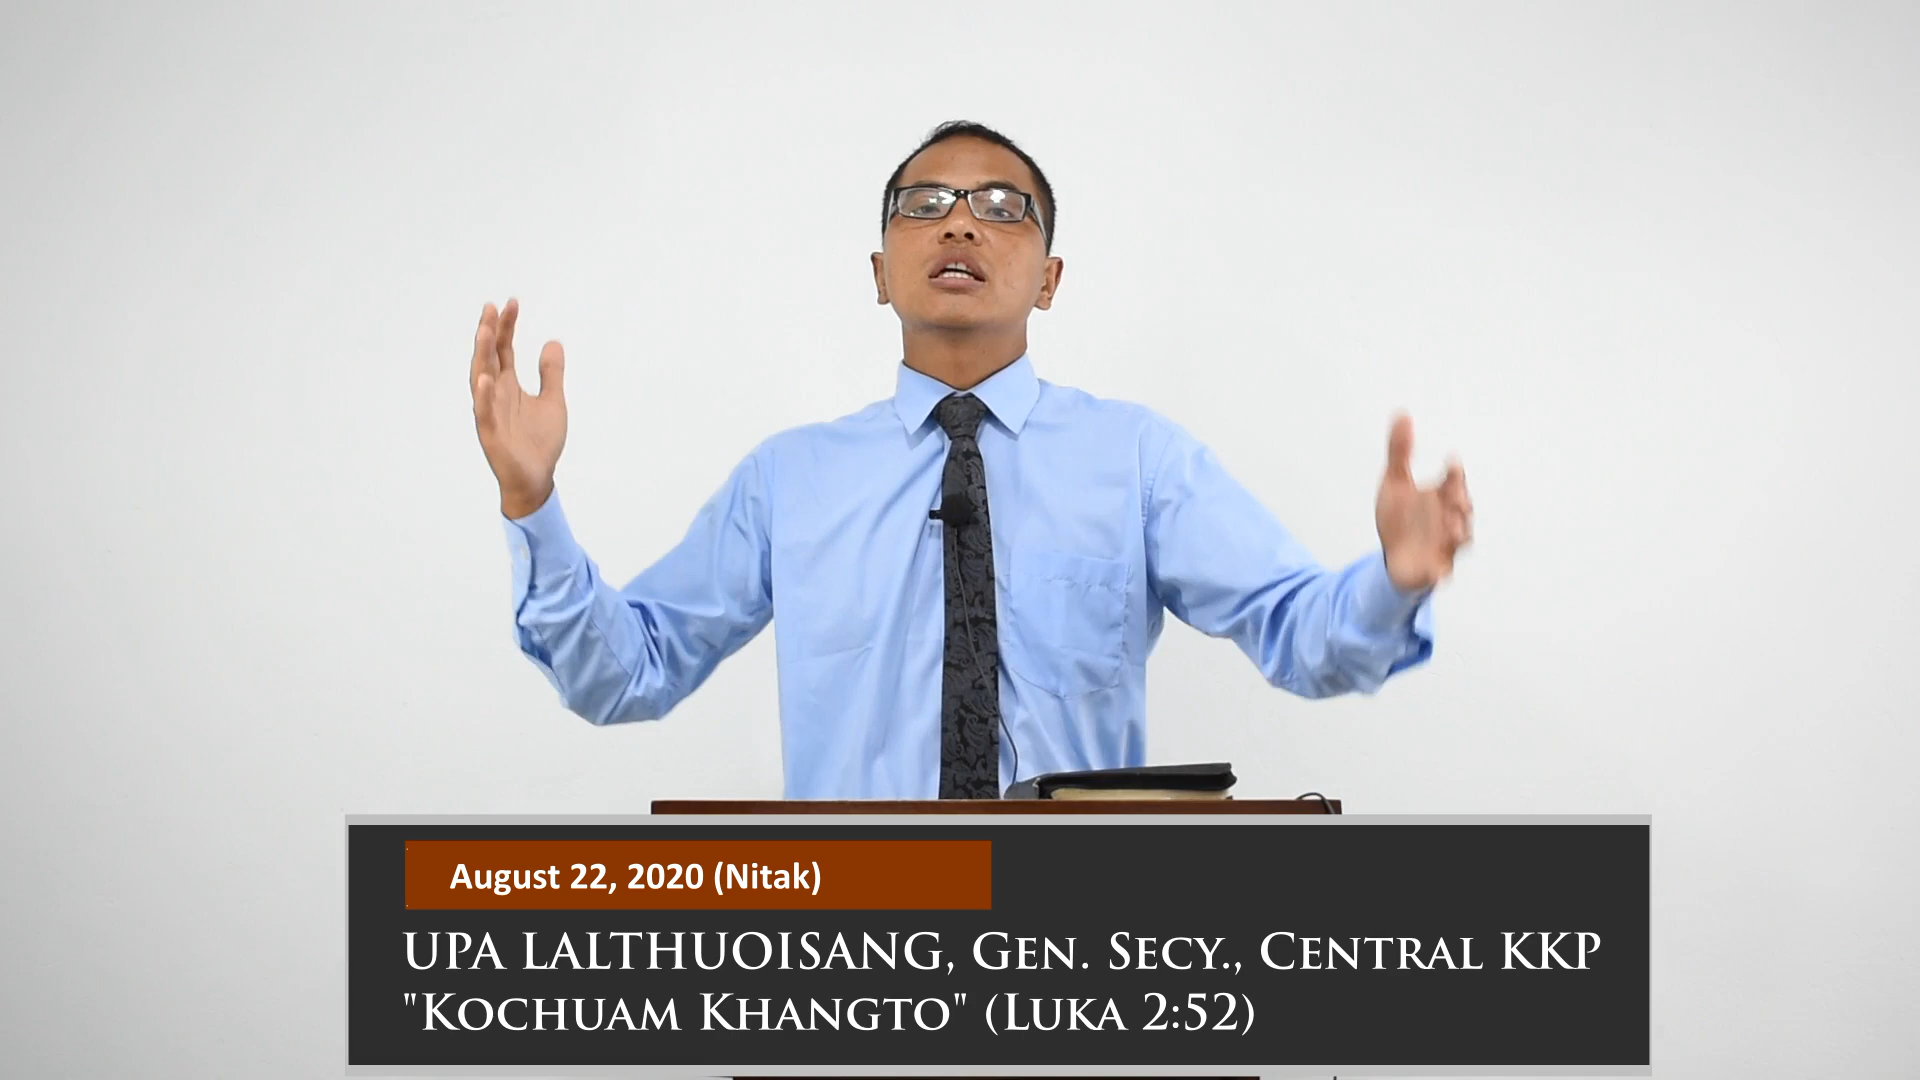 August 22, 2020 (Nitak)
UPA LALTHUOISANG, Gen. Secy., Central KKP
"Kochuam Khangto" (Luka 2:52)